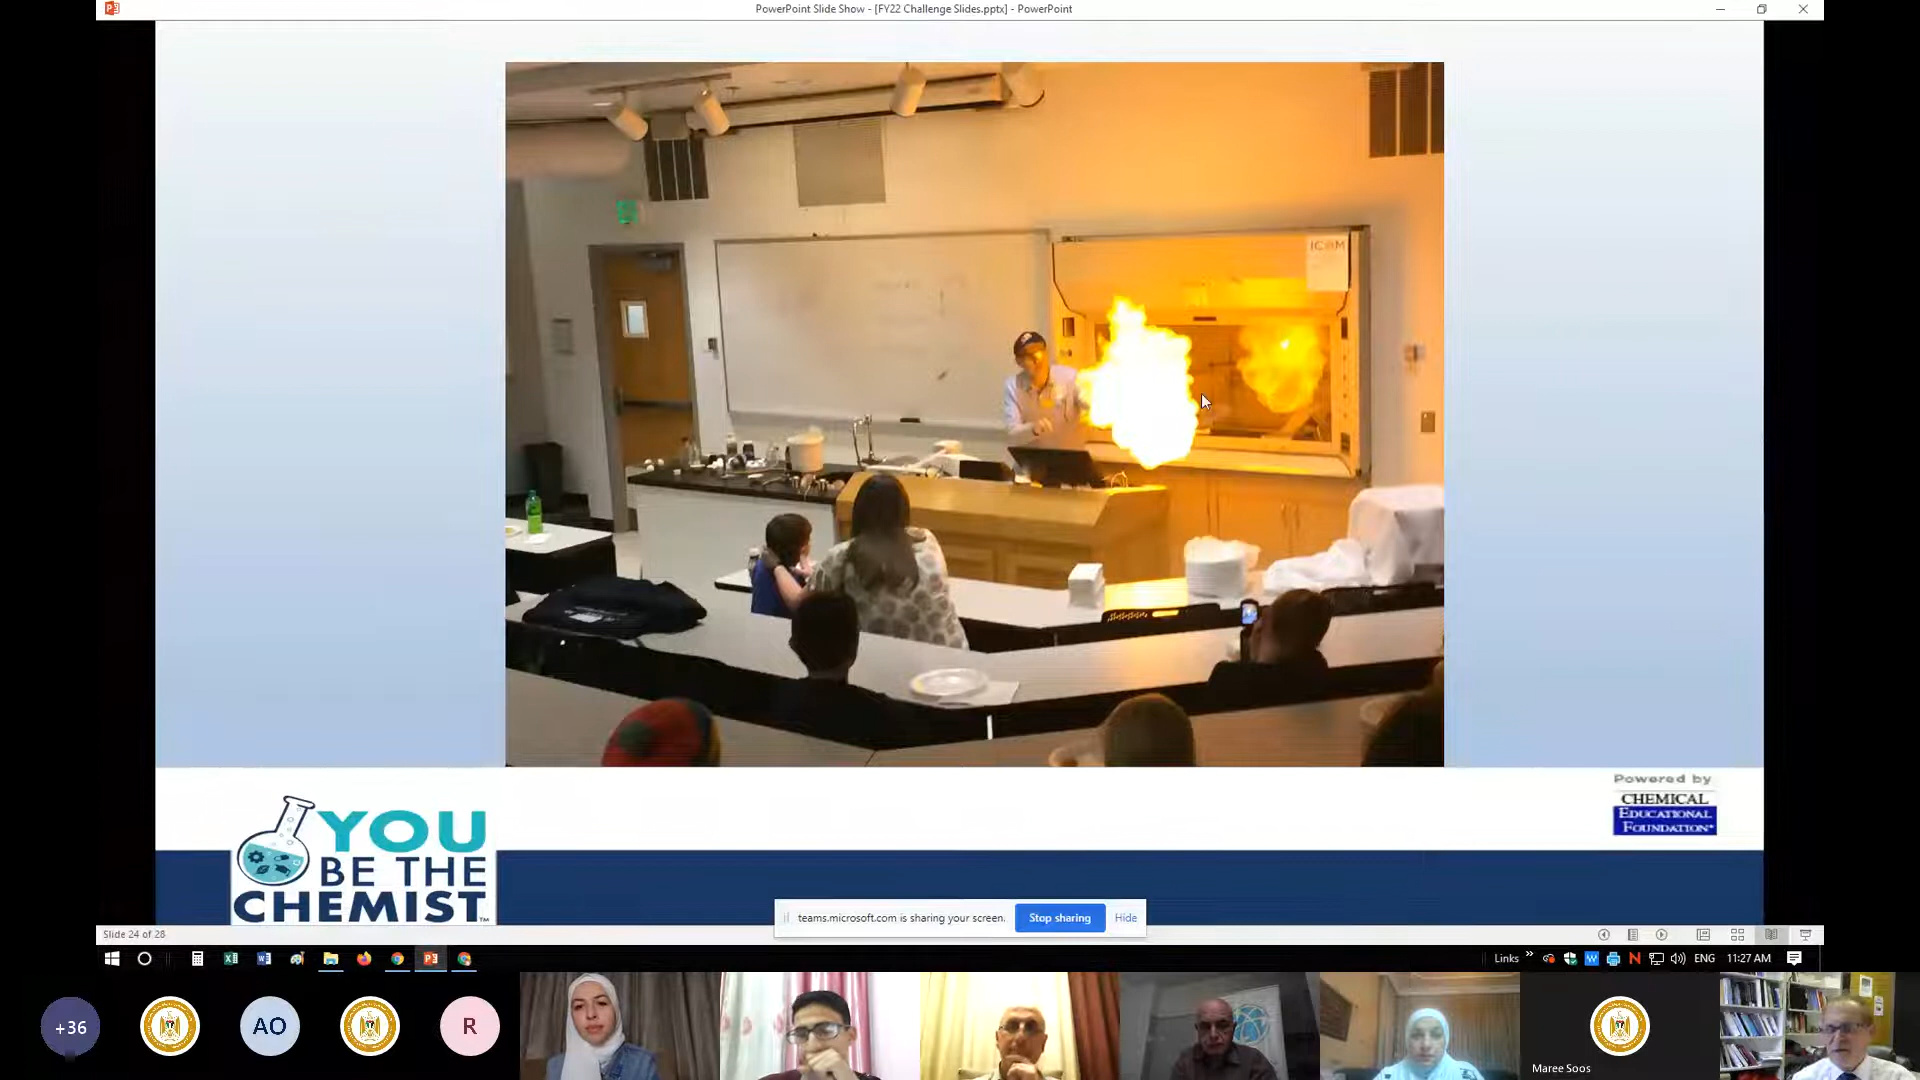 PowerPoint Slide Show - [FY22 Challenge Slides.pptx] - PowerPoint
IC M
YOU
BE THE
CHEMIST™
Powered by
CHEMICAL
EDUCATIONAL
FOUNDATION®
teams.microsoft.com is sharing your screen.
Stop sharing
Hide
Slide 24 of 28
Links
ENG
11:27 AM
+36
AO
R
Maree Soos